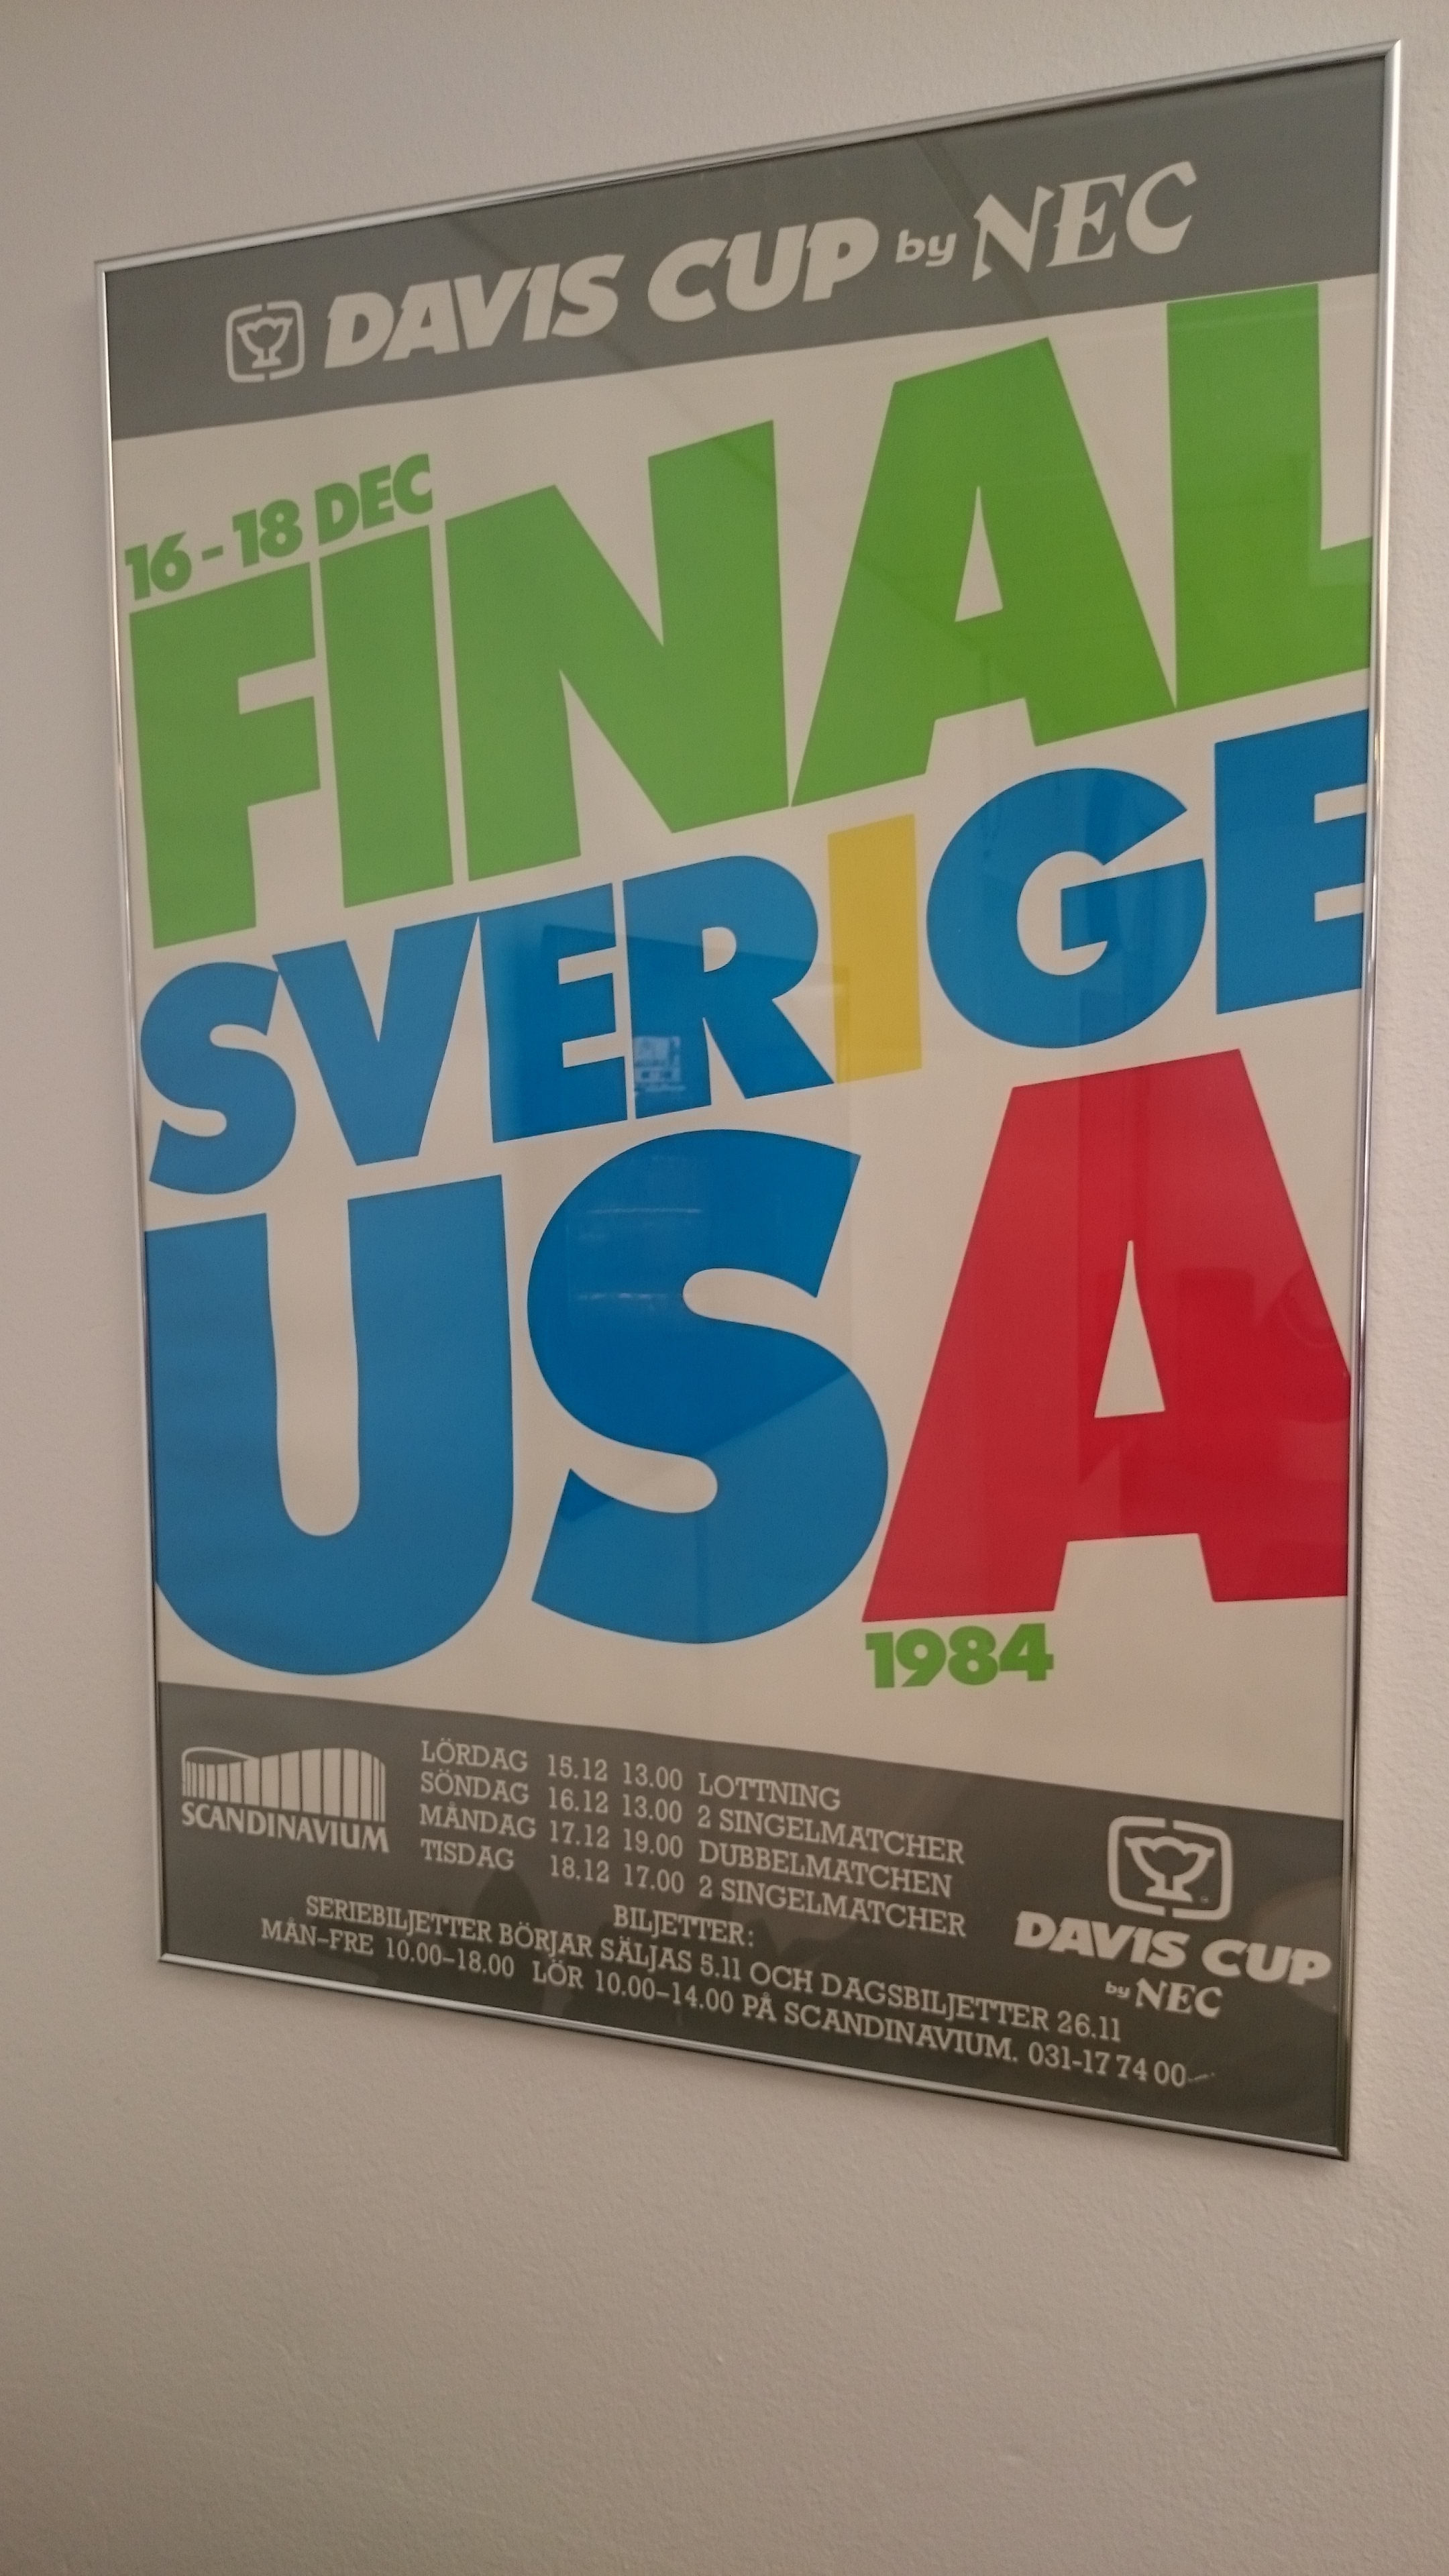 DAVIS CUP by NEC
16-18 DEC
FINAL
SVERIGE
USA
1984
SCANDINAVIUM
LÖRDAG 15.12 13.00 LOTTNING
SÖNDAG 16.12 13.00 2 SINGELMATCHER
MÅNDAG 17.12 19.00 DUBBELMATCHEN
TISDAG 18.12 17.00 2 SINGELMATCHER
BILJETTER:
SERIEBILJETTER BÖRJAR SÄLJAS 5.11 OCH DAGSBILJETTER 26.11
MÅN-FRE 10.00-18.00 LÖR 10.00-14.00 PÅ SCANDINAVIUM. 031-17 74 00
DAVIS CUP
by NEC